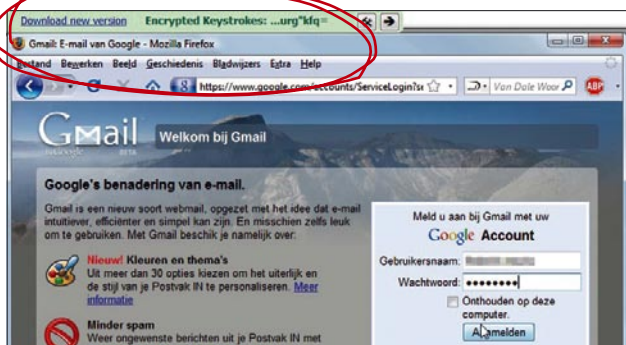 Download new version Encrypted Keystrokes: ...urg"kfq=
Gmail: E-mail van Google - Mozilla Firefox
Bestand Bewerken Beeld Geschiedenis Bladwijzers Extra Help
https://www.google.com/accounts/ServiceLogin?se Van Dale Woor ABP
Gmail Welkom bij Gmail
by Google BETA
Google's benadering van e-mail.
Gmail is een nieuw soort webmail, opgezet met het idee dat e-mail
intuïtiever, efficiënter en simpel kan zijn. En misschien zelfs leuk
om te gebruiken. Met Gmail beschik je namelijk over:
Nieuw! Kleuren en thema's
Uit meer dan 30 opties kiezen om het uiterlijk en
de stijl van je Postvak IN te personaliseren. Meer
informatie
Minder spam
Weer ongewenste berichten uit je Postvak IN met
Meld u aan bij Gmail met uw
Google Account
Gebruikersnaam:
Wachtwoord: ●●●●●●●●
Onthouden op deze
computer.
Aanmelden